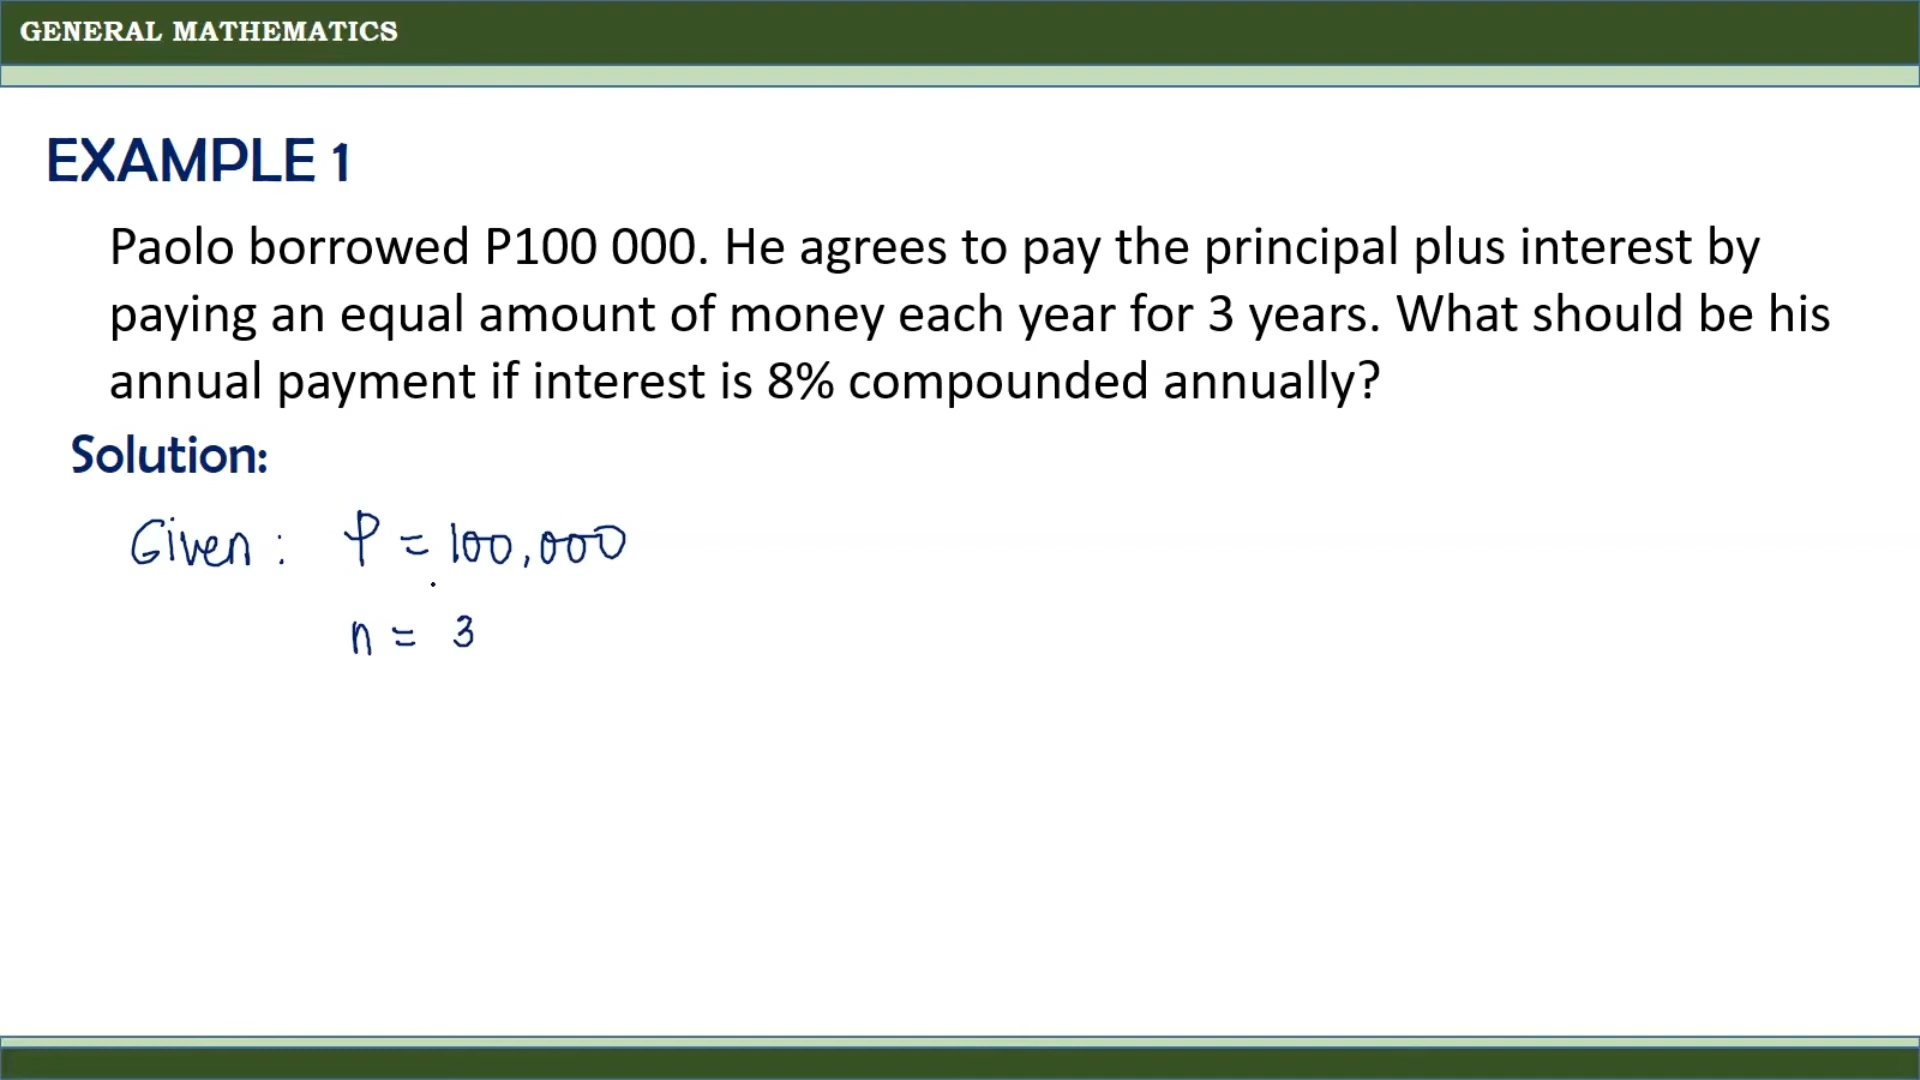 GENERAL MATHEMATICS
EXAMPLE 1
Paolo borrowed P100 000. He agrees to pay the principal plus interest by
paying an equal amount of money each year for 3 years. What should be his
annual payment if interest is 8% compounded annually?
Solution:
Given : P = 100,000
n = 3